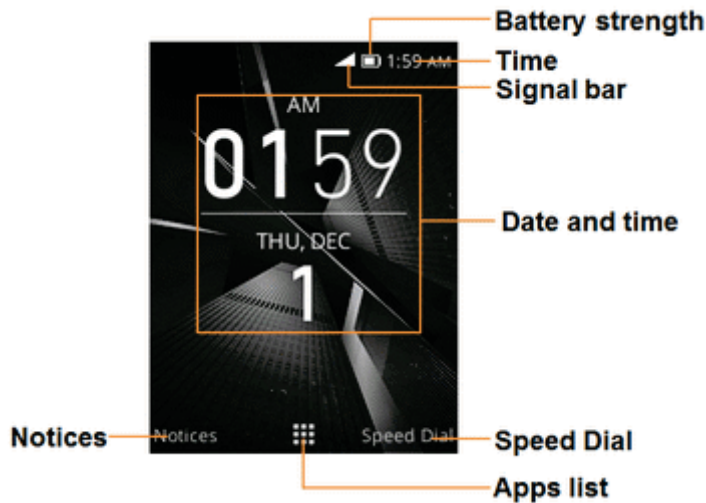 Battery strength
1:59 AM
Time
Signal bar
AM
01 59
Date and time
THU, DEC
1
Notices
Notices
Speed Dial
Speed Dial
Apps list